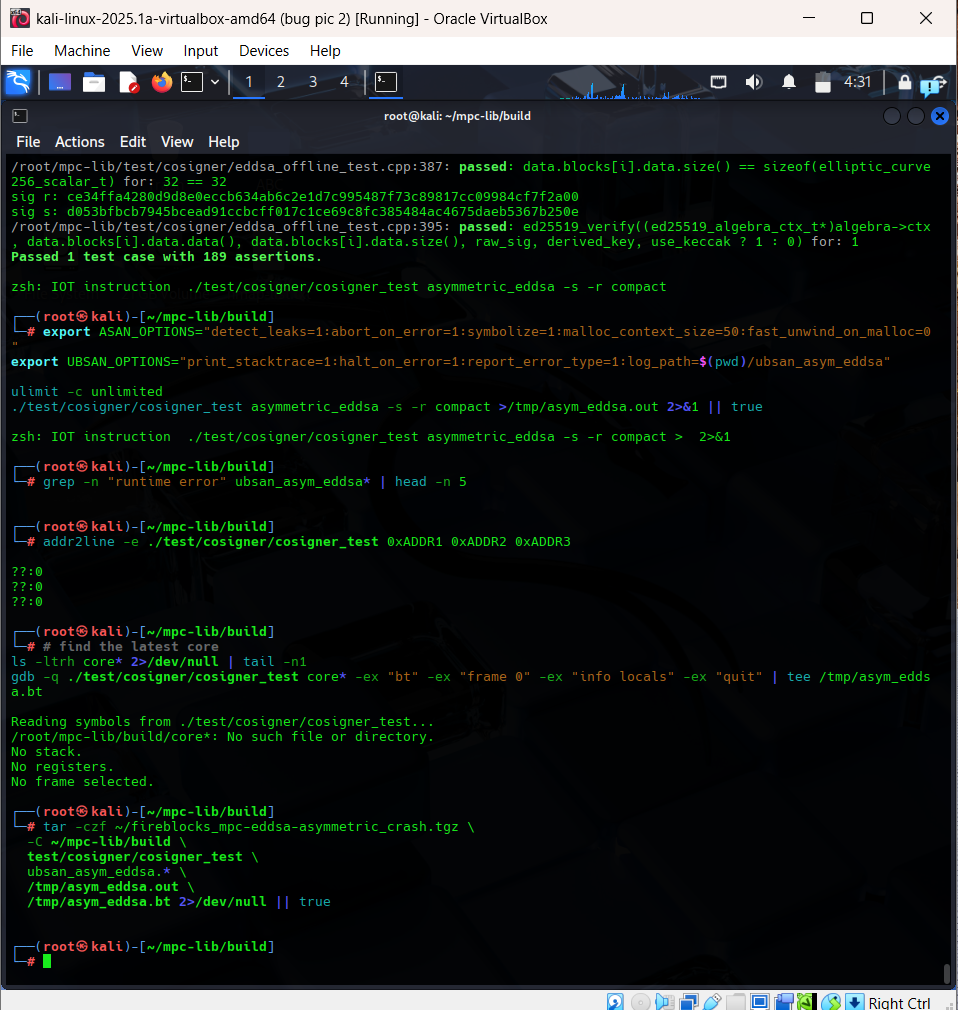 kali-linux-2025.1a-virtualbox-amd64 (bug pic 2) [Running] - Oracle VirtualBox
File Machine View Input Devices Help
1 2 3 4 4:31
root@kali: ~/mpc-lib/build
File Actions Edit View Help
/root/mpc-lib/test/cosigner/eddsa_offline_test.cpp:387: passed: data.blocks[i].data.size() == sizeof(elliptic_curve
256_scalar_t) for: 32 == 32
sig r: ce34ffa4280d9d8e0eccb634ab6c2e1d7c995487f73c89817cc09984cf7f2a00
sig s: d053bfbcb7945bcead91ccbcff017c1ce69c8fc385484ac4675daeb5367b250e
/root/mpc-lib/test/cosigner/eddsa_offline_test.cpp:395: passed: ed25519_verify((ed25519_algebra_ctx_t*)algebra->ctx
, data.blocks[i].data.data(), data.blocks[i].data.size(), raw_sig, derived_key, use_keccak ? 1 : 0) for: 1
Passed 1 test case with 189 assertions.
zsh: IOT instruction  ./test/cosigner/cosigner_test asymmetric_eddsa -s -r compact
┌──(root㉿kali)-[~/mpc-lib/build]
└─# export ASAN_OPTIONS="detect_leaks=1:abort_on_error=1:symbolize=1:malloc_context_size=50:fast_unwind_on_malloc=0
"
export UBSAN_OPTIONS="print_stacktrace=1:halt_on_error=1:report_error_type=1:log_path=$(pwd)/ubsan_asym_eddsa"
ulimit -c unlimited
./test/cosigner/cosigner_test asymmetric_eddsa -s -r compact >/tmp/asym_eddsa.out 2>&1 || true
zsh: IOT instruction  ./test/cosigner/cosigner_test asymmetric_eddsa -s -r compact >  2>&1
┌──(root㉿kali)-[~/mpc-lib/build]
└─# grep -n "runtime error" ubsan_asym_eddsa* | head -n 5
┌──(root㉿kali)-[~/mpc-lib/build]
└─# addr2line -e ./test/cosigner/cosigner_test 0xADDR1 0xADDR2 0xADDR3
??:0
??:0
??:0
┌──(root㉿kali)-[~/mpc-lib/build]
└─# # find the latest core
ls -ltrh core* 2>/dev/null | tail -n1
gdb -q ./test/cosigner/cosigner_test core* -ex "bt" -ex "frame 0" -ex "info locals" -ex "quit" | tee /tmp/asym_edds
a.bt
Reading symbols from ./test/cosigner/cosigner_test...
/root/mpc-lib/build/core*: No such file or directory.
No stack.
No registers.
No frame selected.
┌──(root㉿kali)-[~/mpc-lib/build]
└─# tar -czf ~/fireblocks_mpc-eddsa-asymmetric_crash.tgz \
  -C ~/mpc-lib/build \
  test/cosigner/cosigner_test \
  ubsan_asym_eddsa.* \
  /tmp/asym_eddsa.out \
  /tmp/asym_eddsa.bt 2>/dev/null || true
┌──(root㉿kali)-[~/mpc-lib/build]
└─#
Right Ctrl